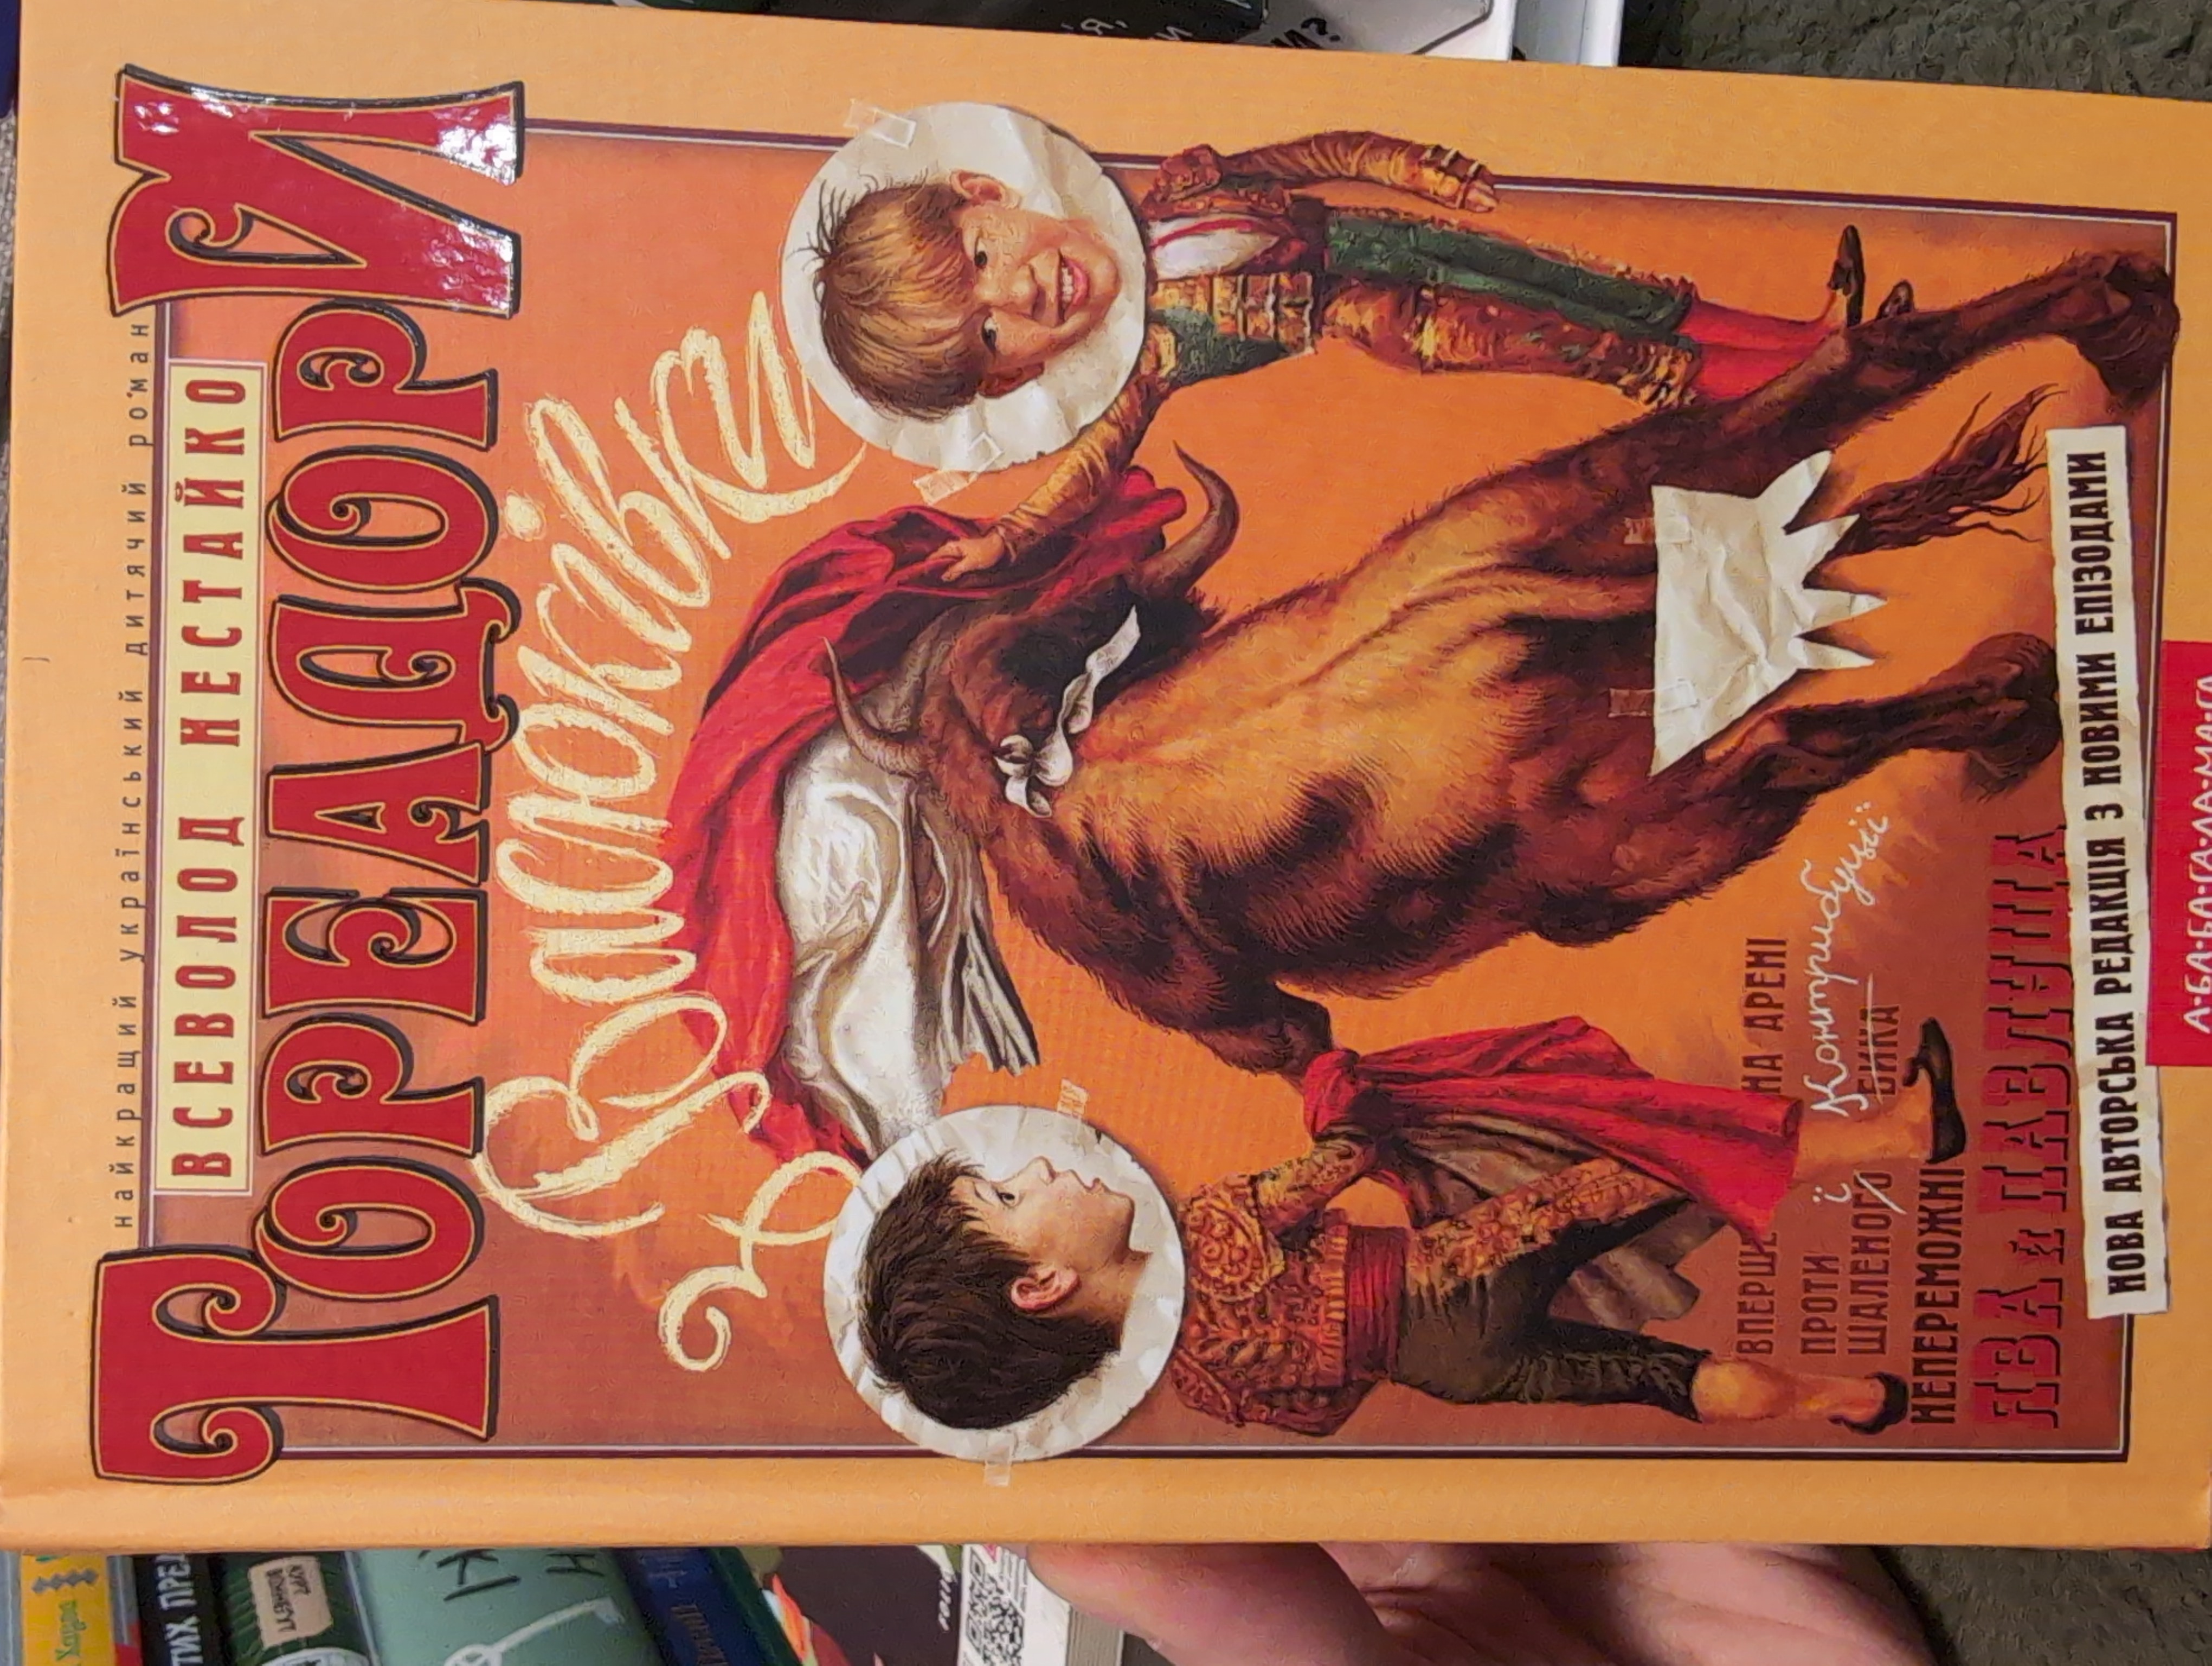 найкращий український дитячий роман
ВСЕВОЛОД НЕСТАЙКО
ТОРЕАДОРИ
з Васюківки
ВПЕРШЕ НА АРЕНІ
ПРОТИ Контрибуції
ШАЛЕНОГО ї БИКА
НЕПЕРЕМОЖНІ
ЯВА й ПАВЛУША
НОВА АВТОРСЬКА РЕДАКЦІЯ З НОВИМИ ЕПІЗОДАМИ
А-БА-БА-ГА-ЛА-МА-ГА